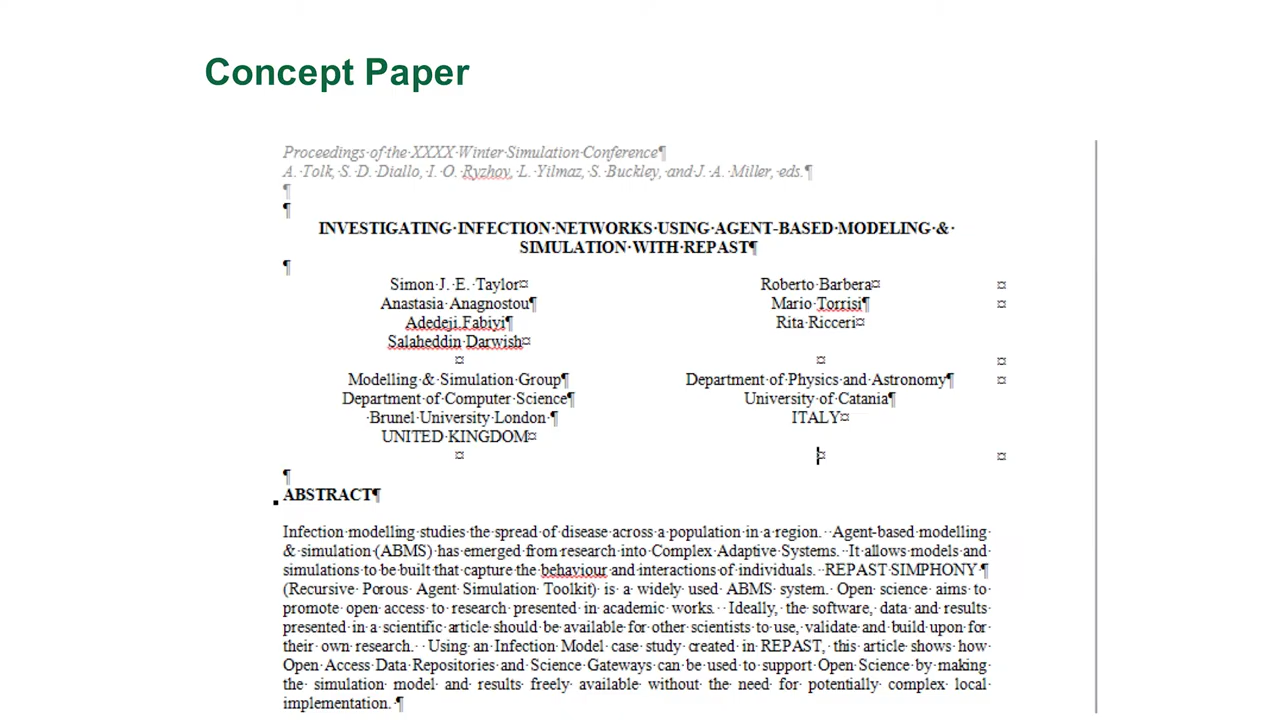 Concept Paper
Proceedings of the XXXX Winter Simulation Conference¶
A. Tolk, S. D. Diallo, I. O. Ryzhov, L. Yilmaz, S. Buckley, and J. A. Miller, eds.¶
¶
¶
INVESTIGATING INFECTION NETWORKS USING AGENT-BASED MODELING &
SIMULATION WITH REPAST¶
¶
Simon J. E. Taylor¤
Anastasia Anagnostou¶
Adedeji Fabiyi¶
Salaheddin Darwish¤
¤
Modelling & Simulation Group¶
Department of Computer Science¶
Brunel University London ¶
UNITED KINGDOM¤
¤
Roberto Barbera¤
Mario Torrisi¶
Rita Ricceri¤
¤
Department of Physics and Astronomy¶
University of Catania¶
ITALY¤
¤
¤
¤
¤
¤
¤
¶
ABSTRACT¶
Infection modelling studies the spread of disease across a population in a region. Agent-based modelling
& simulation (ABMS) has emerged from research into Complex Adaptive Systems. It allows models and
simulations to be built that capture the behaviour and interactions of individuals. REPAST SIMPHONY ¶
(Recursive Porous Agent Simulation Toolkit) is a widely used ABMS system. Open science aims to
promote open access to research presented in academic works. Ideally, the software, data and results
presented in a scientific article should be available for other scientists to use, validate and build upon for
their own research. Using an Infection Model case study created in REPAST, this article shows how
Open Access Data Repositories and Science Gateways can be used to support Open Science by making
the simulation model and results freely available without the need for potentially complex local
implementation. ¶